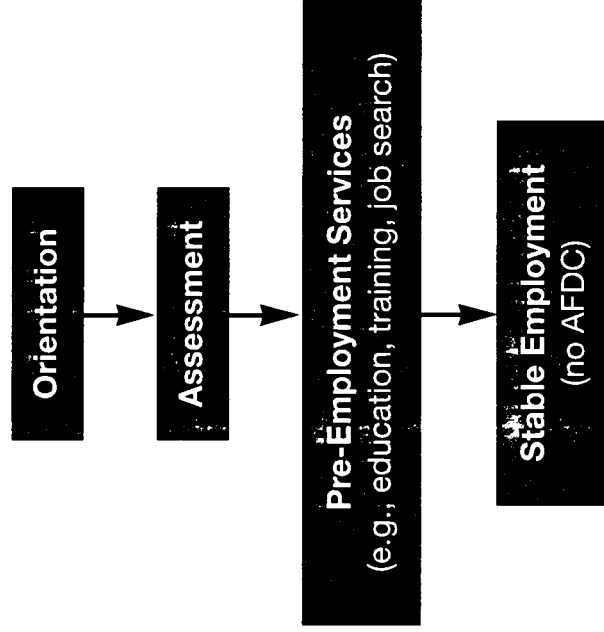 Orientation
Assessment
Pre-Employment Services
(e.g., education, training, job search)
Stable Employment
(no AFDC)